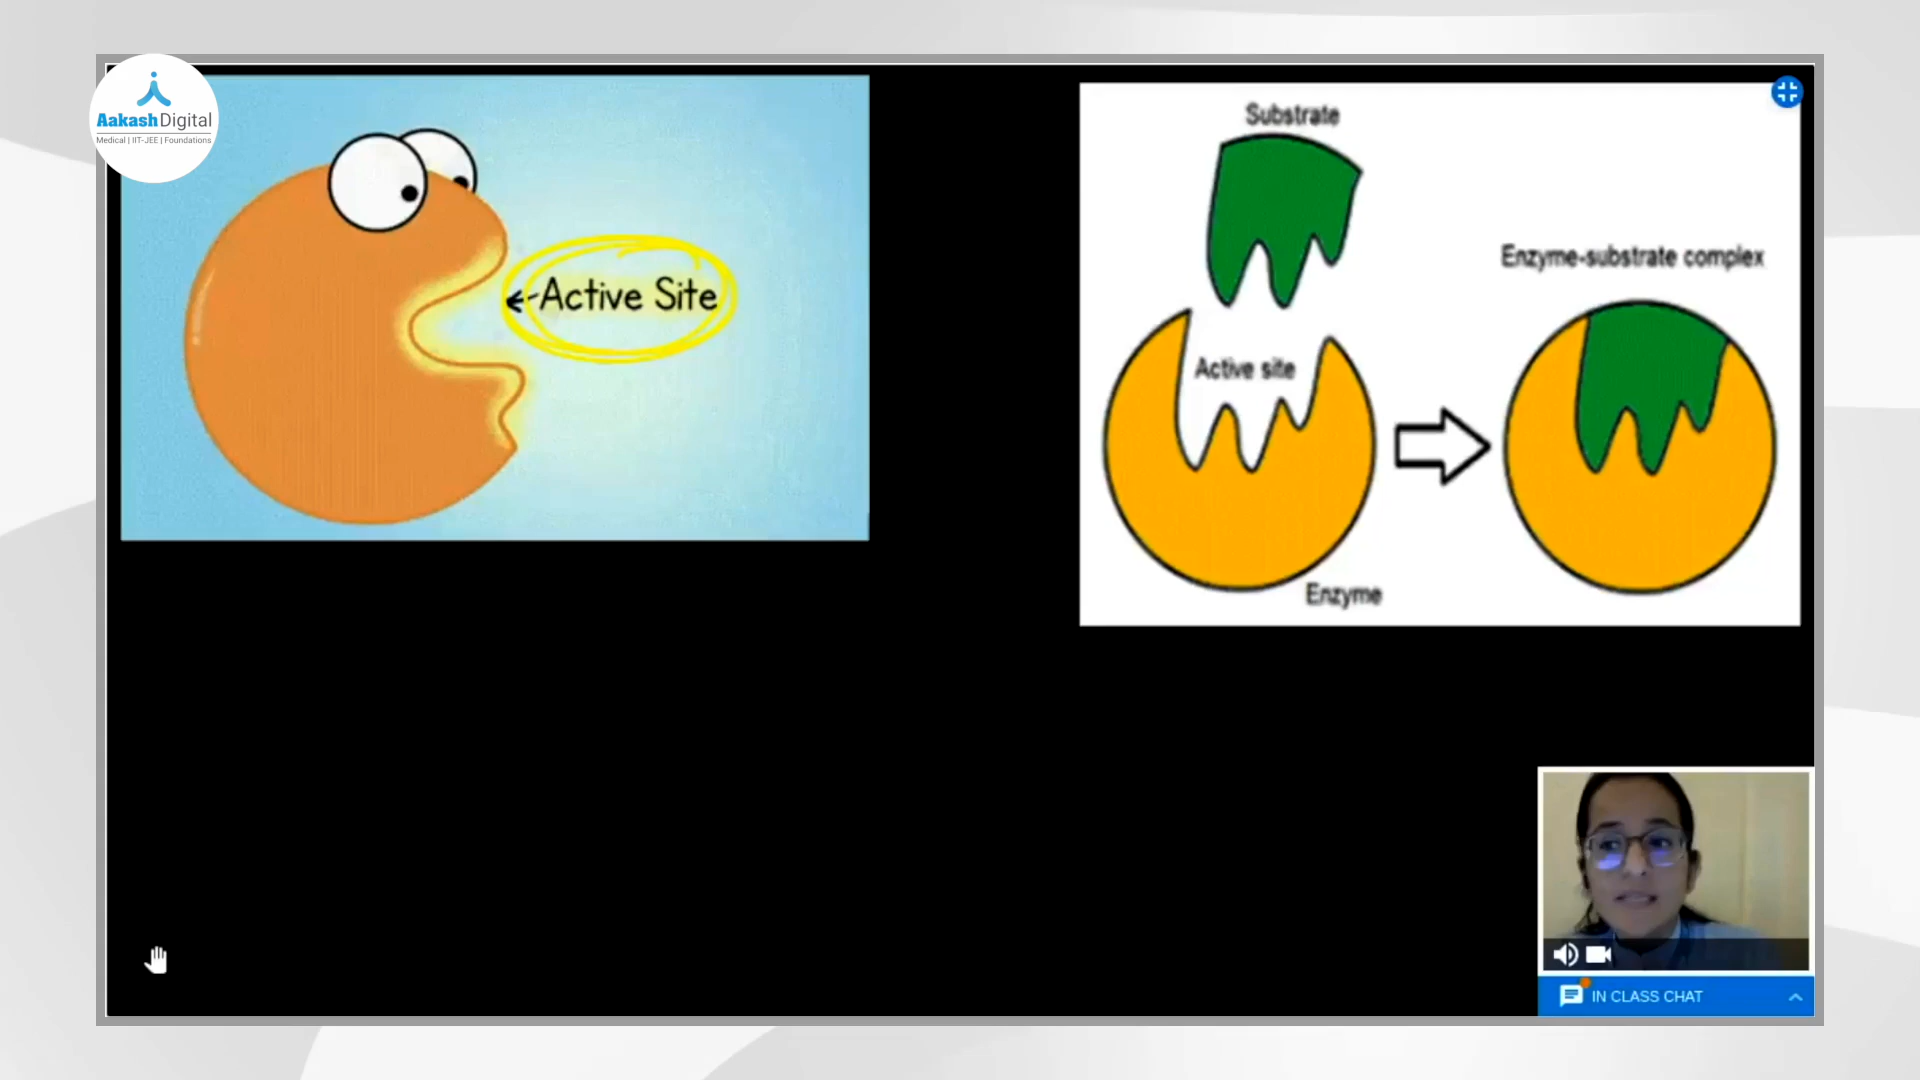 AakashDigital
Medical | IIT-JEE | Foundations
Active Site
Substrate
Enzyme-substrate complex
Active site
Enzyme
IN CLASS CHAT